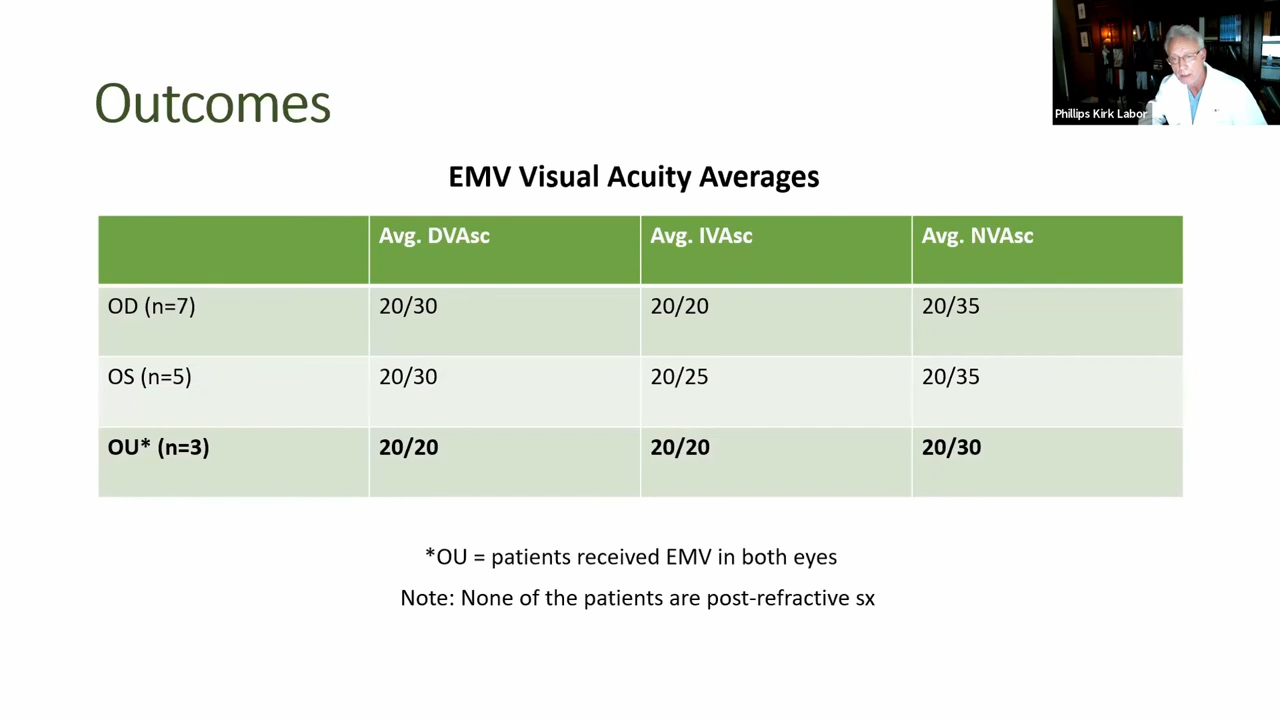 Phillips Kirk Labor
Outcomes
EMV Visual Acuity Averages
Avg. DVAsc Avg. IVAsc Avg. NVAsc
OD (n=7) 20/30 20/20 20/35
OS (n=5) 20/30 20/25 20/35
OU* (n=3) 20/20 20/20 20/30
*OU = patients received EMV in both eyes
Note: None of the patients are post-refractive sx